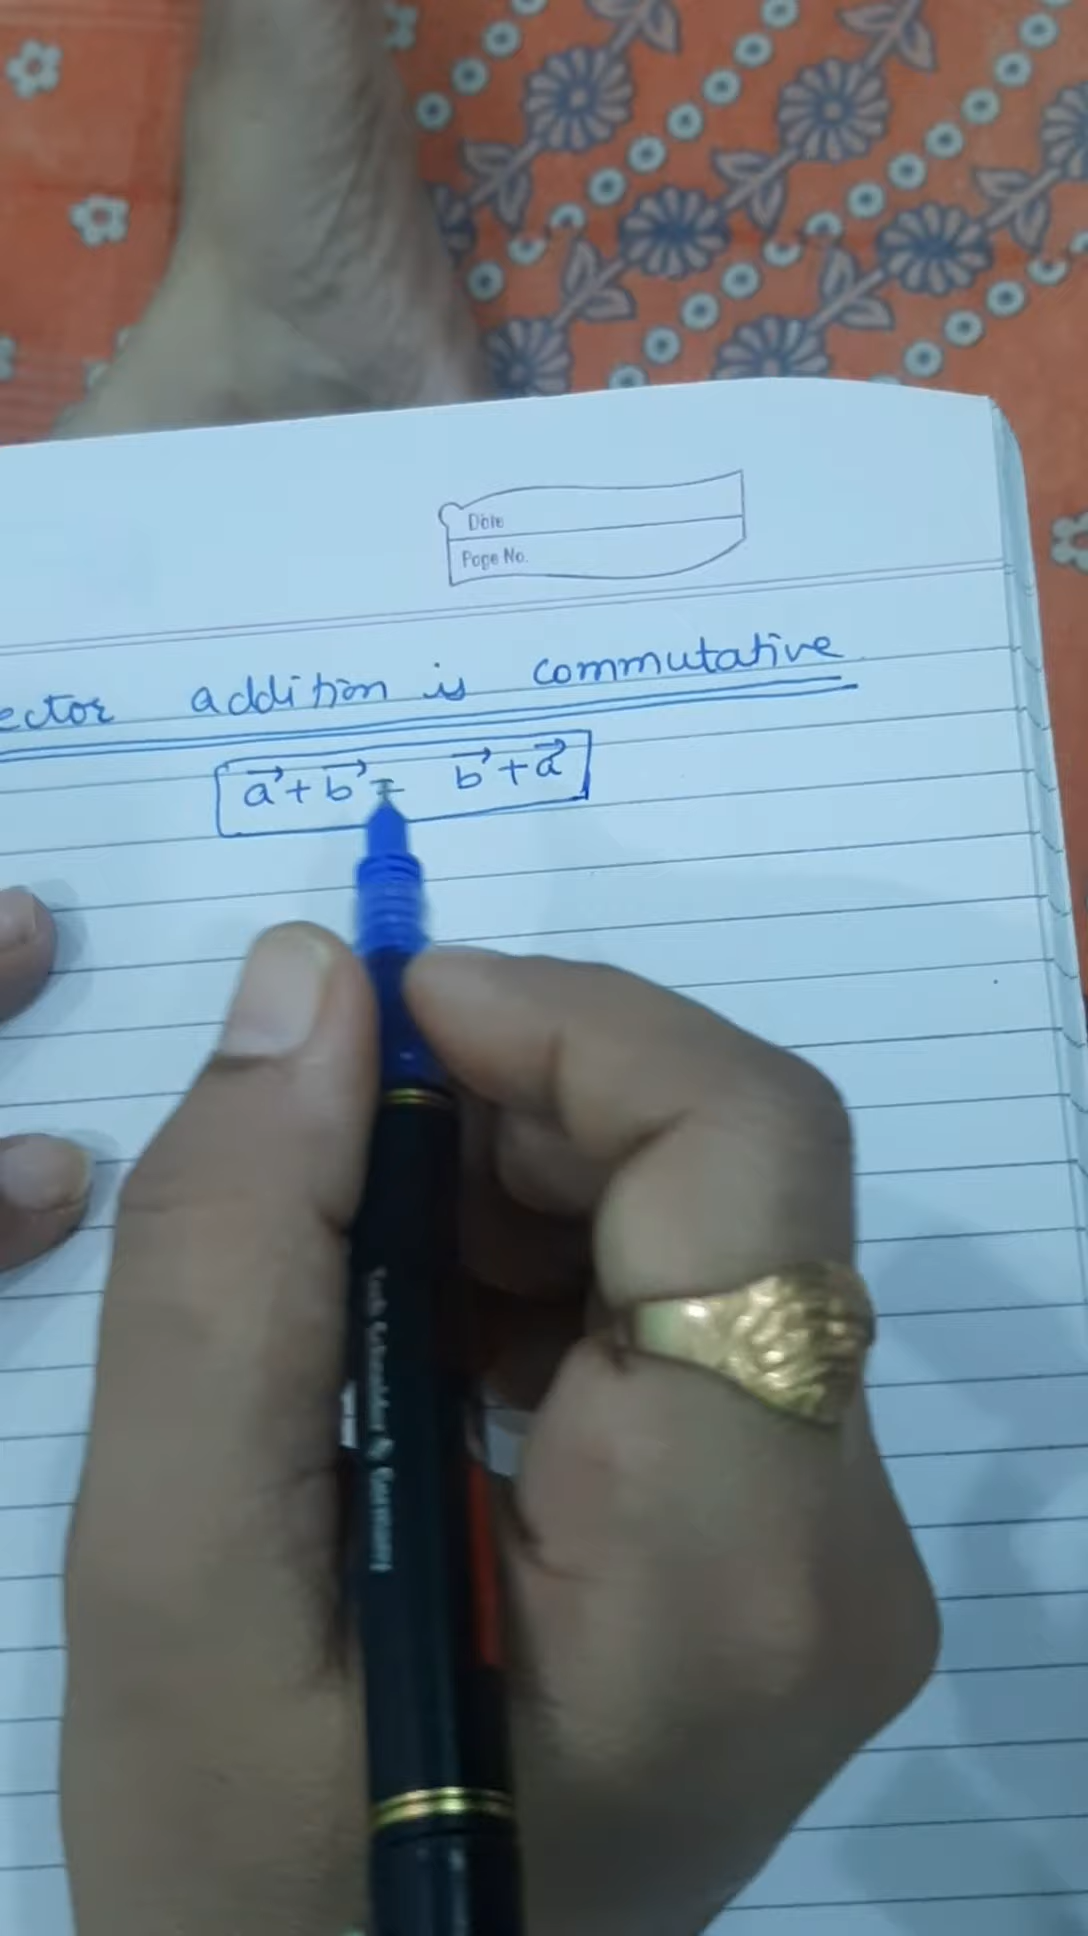 Date
Page No.
ector addition is commutative
a⃗ + b⃗ = b⃗ + a⃗